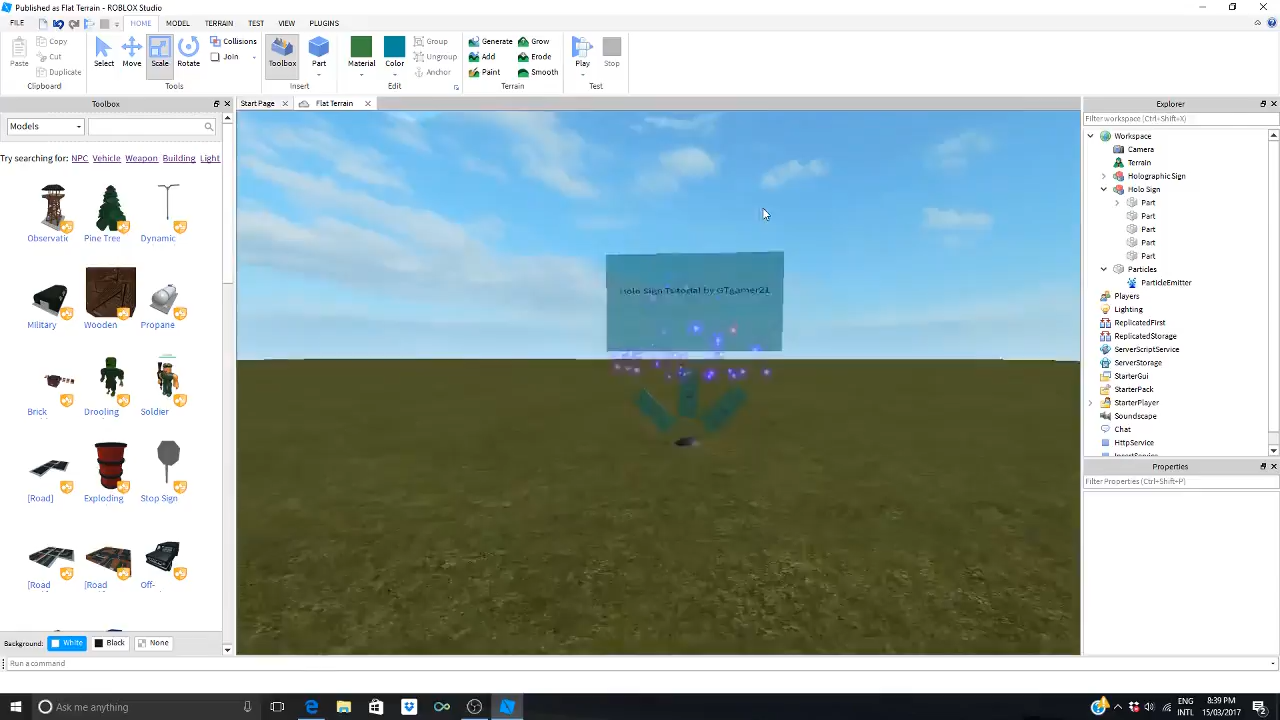 Published as Flat Terrain - ROBLOX Studio
FILE HOME MODEL TERRAIN TEST VIEW PLUGINS
Paste Copy Cut Duplicate Clipboard
Select Move Scale Rotate Collisions Join Tools
Toolbox Part Insert
Material Color Group Ungroup Anchor Edit
Generate Grow Add Erode Paint Smooth Terrain
Play Stop Test
Toolbox
Start Page Flat Terrain
Explorer
Models
Filter workspace (Ctrl+Shift+X)
Try searching for: NPC Vehicle Weapon Building Light
Observatic Pine Tree Dynamic
Military Wooden Propane
Brick Drooling Soldier
[Road] Exploding Stop Sign
[Road [Road Off-
Background: White Black None
Holo Sign Tutorial by GTgamer21
Workspace
Camera
Terrain
Holographic Sign
Holo Sign
Part
Part
Part
Part
Part
Particles
ParticleEmitter
Players
Lighting
ReplicatedFirst
ReplicatedStorage
ServerScriptService
ServerStorage
StarterGui
StarterPack
StarterPlayer
Soundscape
Chat
HttpService
Properties
Filter Properties (Ctrl+Shift+P)
Run a command
Ask me anything
ENG
INTL
8:39 PM
15/03/2017
2